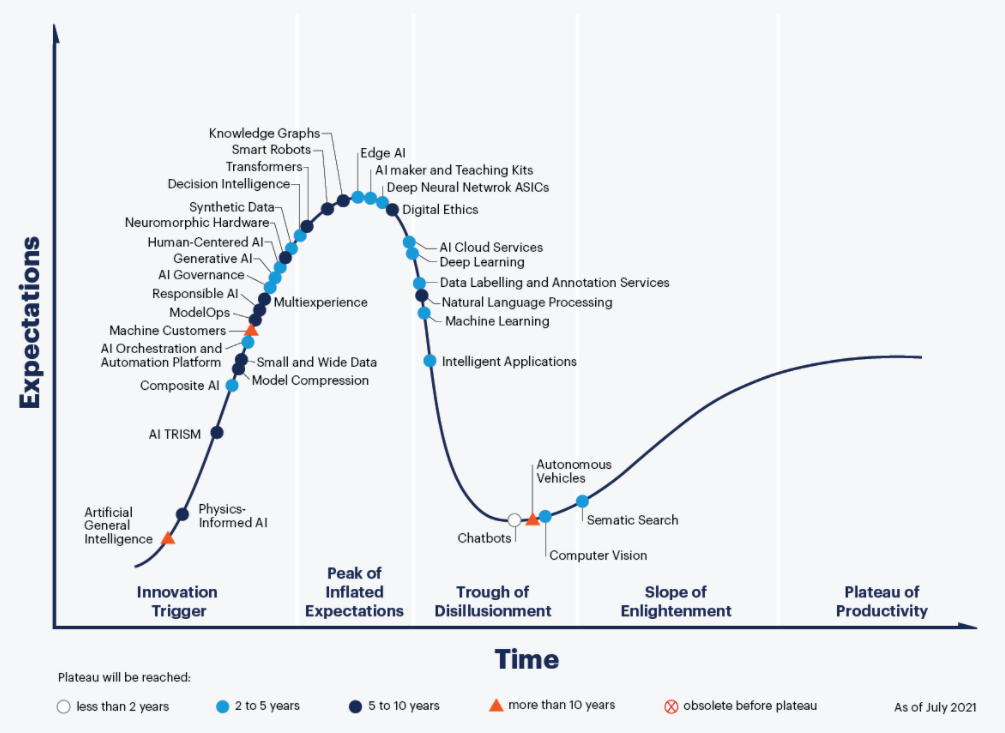 Expectations
Knowledge Graphs
Smart Robots
Transformers
Decision Intelligence
Synthetic Data
Neuromorphic Hardware
Human-Centered AI
Generative AI
AI Governance
Responsible AI
ModelOps
Machine Customers
AI Orchestration and
Automation Platform
Composite AI
AI TRISM
Artificial
General
Intelligence
Physics-
Informed AI
Model Compression
Small and Wide Data
Multiexperience
Edge AI
AI maker and Teaching Kits
Deep Neural Netwrok ASICs
Digital Ethics
AI Cloud Services
Deep Learning
Data Labelling and Annotation Services
Natural Language Processing
Machine Learning
Intelligent Applications
Chatbots
Autonomous
Vehicles
Computer Vision
Sematic Search
Innovation
Trigger
Peak of
Inflated
Expectations
Trough of
Disillusionment
Slope of
Enlightenment
Plateau of
Productivity
Time
Plateau will be reached:
less than 2 years
2 to 5 years
5 to 10 years
more than 10 years
obsolete before plateau
As of July 2021